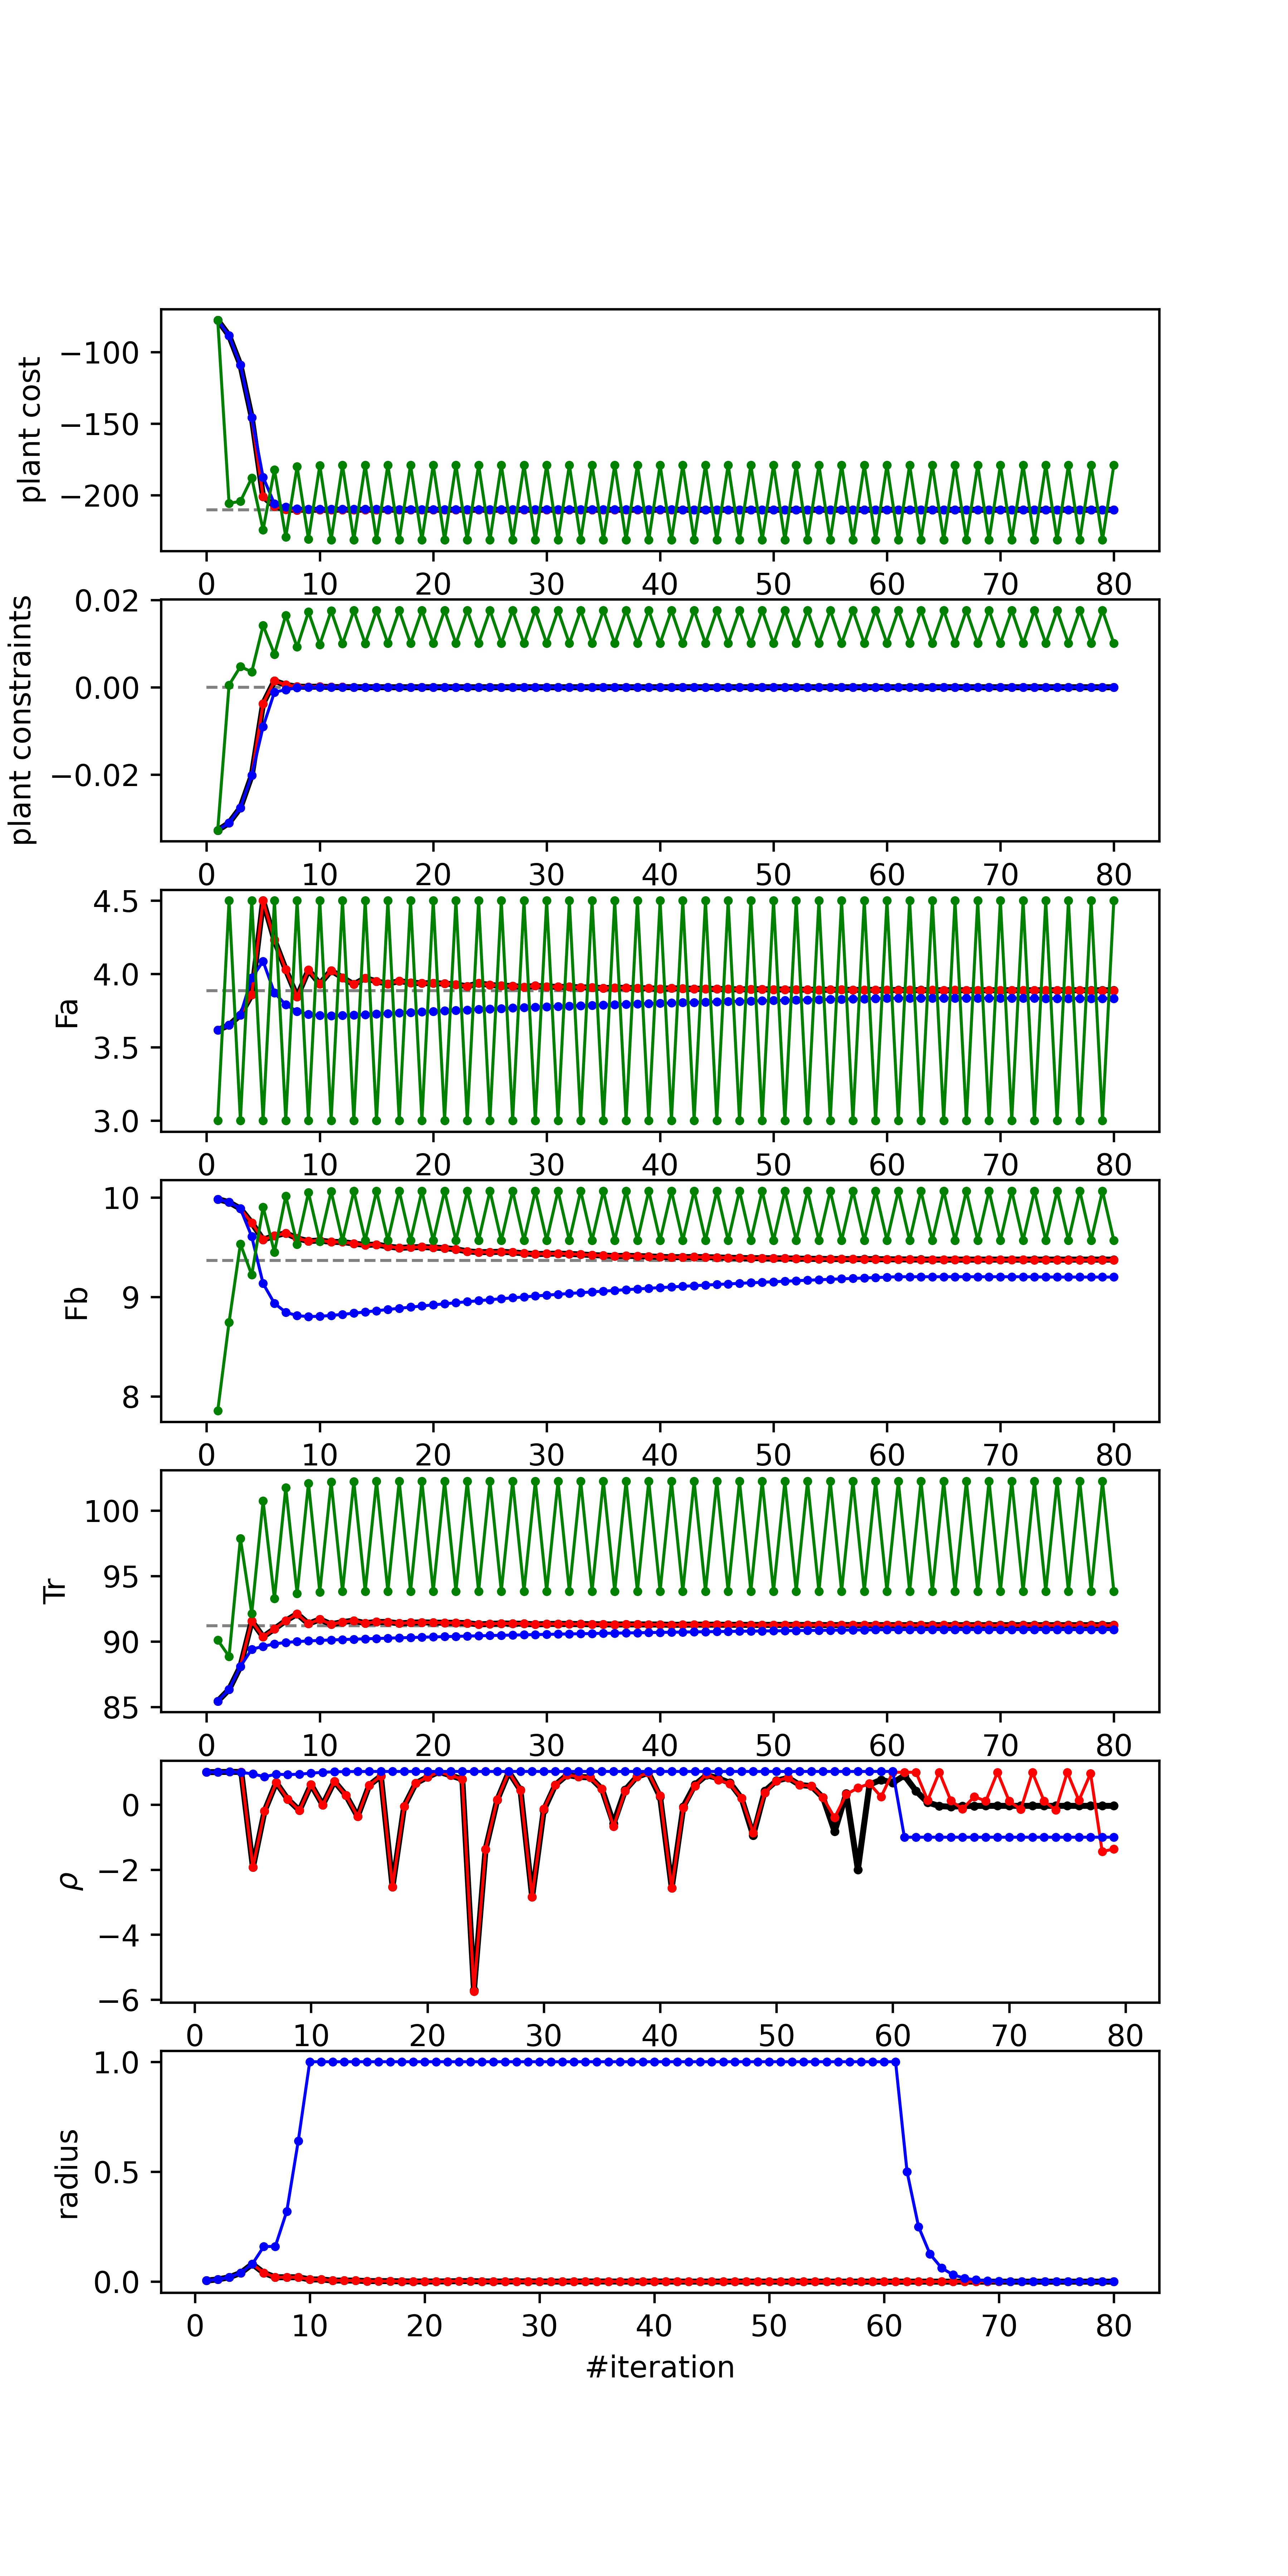 plant cost
−100
−150
−200
0 10 20 30 40 50 60 70 80
plant constraints
0.02
0.00
−0.02
0 10 20 30 40 50 60 70 80
Fa
4.5
4.0
3.5
3.0
0 10 20 30 40 50 60 70 80
Fb
10
9
8
0 10 20 30 40 50 60 70 80
Tr
100
95
90
85
0 10 20 30 40 50 60 70 80
ρ
0
−2
−4
−6
0 10 20 30 40 50 60 70 80
radius
1.0
0.5
0.0
0 10 20 30 40 50 60 70 80
#iteration